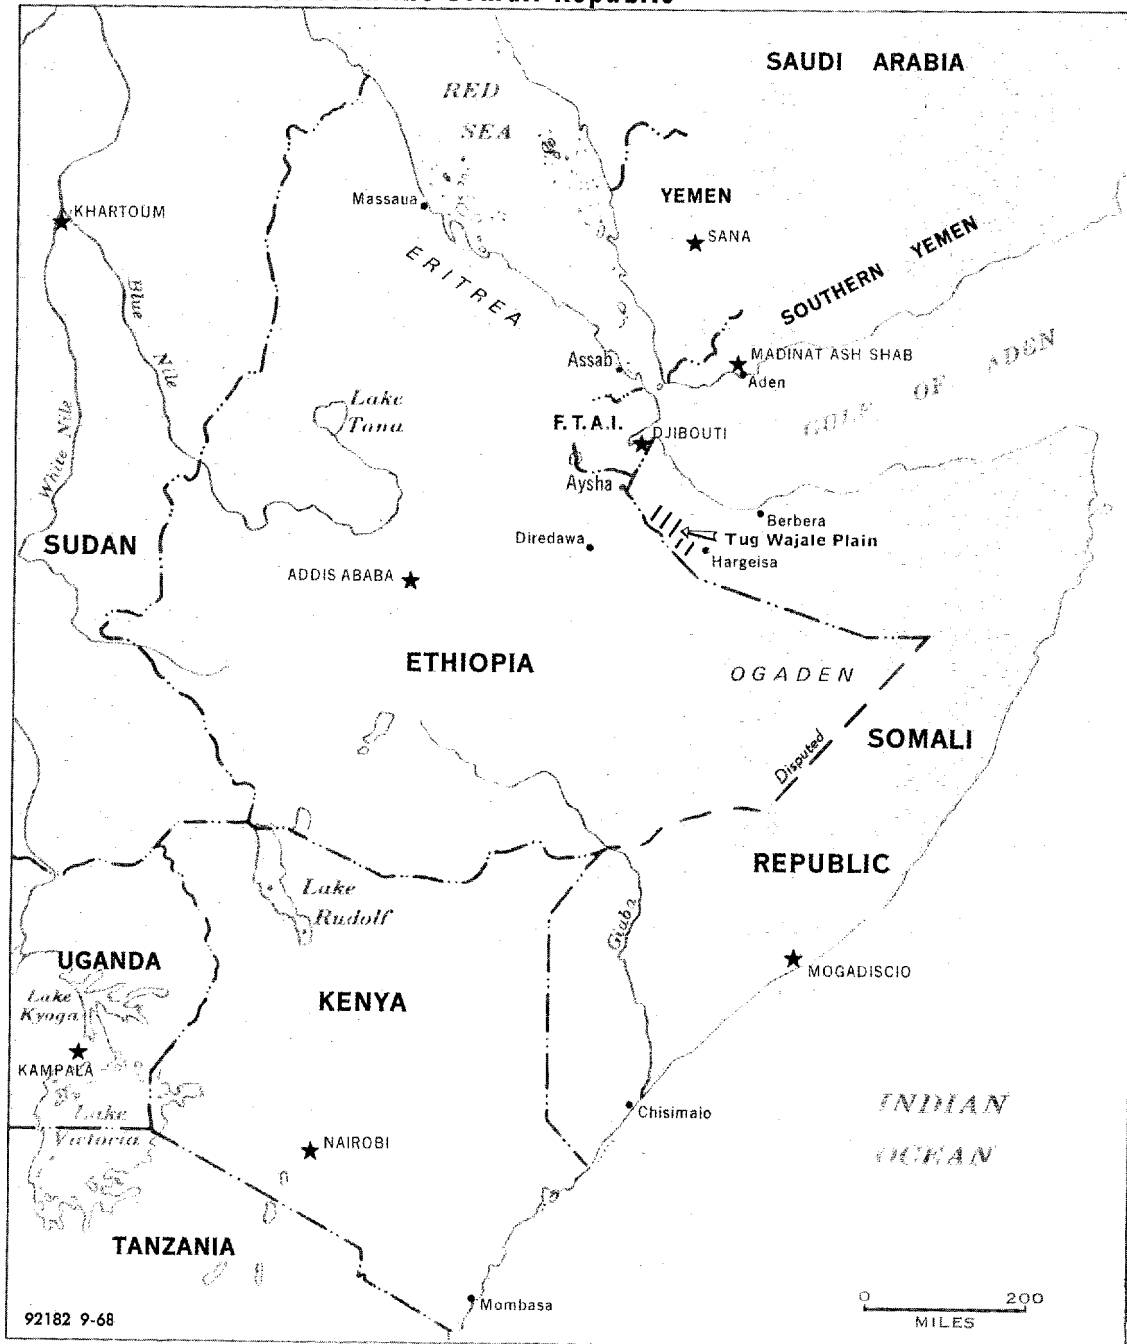 Republic
SAUDI ARABIA
RED
SEA
YEMEN
Massaua
KHARTOUM
SANA
ERITREA
SOUTHERN YEMEN
Blue
Nile
MADINAT ASH SHAB
Assab
Aden
GULF OF ADEN
Lake
Tana
White Nile
F.T.A.I.
DJIBOUTI
Aysha
Berbera
SUDAN
Diredawa
Tug Wajale Plain
Hargeisa
ADDIS ABABA
ETHIOPIA
OGADEN
Disputed
SOMALI
REPUBLIC
Lake
Rudolf
Giuba
UGANDA
MOGADISCIO
Lake
Kyoga
KENYA
KAMPALA
Lake
Victoria
INDIAN
Chisimaio
NAIROBI
OCEAN
TANZANIA
0 200
MILES
Mombasa
92182 9-68